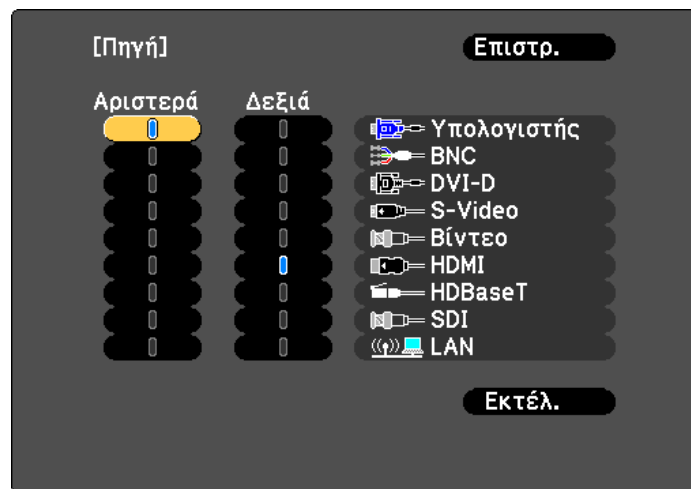 [Πηγή]
Επιστρ.
Αριστερά Δεξιά
Υπολογιστής
BNC
DVI-D
S-Video
Βίντεο
HDMI
HDBaseT
SDI
LAN
Εκτέλ.